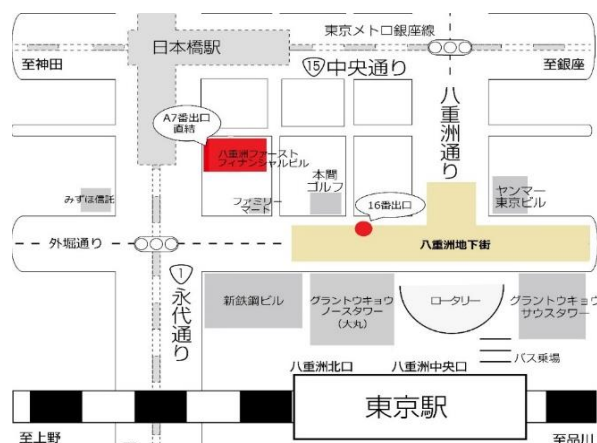 日本橋駅
東京メトロ銀座線
至神田
15
中央通り
至銀座
A7番出口
直結
八重洲ファースト
フィナンシャルビル
八重洲通り
本間
ゴルフ
ヤンマー
東京ビル
みずほ信託
ファミリー
マート
16番出口
外堀通り
八重洲地下街
1
永代通り
新鉄鋼ビル
グラントウキョウ
ノースタワー
(大丸)
ロータリー
グラントウキョウ
サウスタワー
バス乗場
八重洲北口
八重洲中央口
東京駅
至上野
至品川